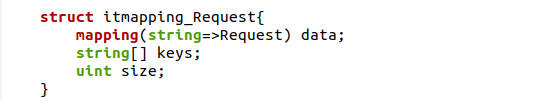 struct itmapping_Request{
    mapping(string=>Request) data;
    string[] keys;
    uint size;
}